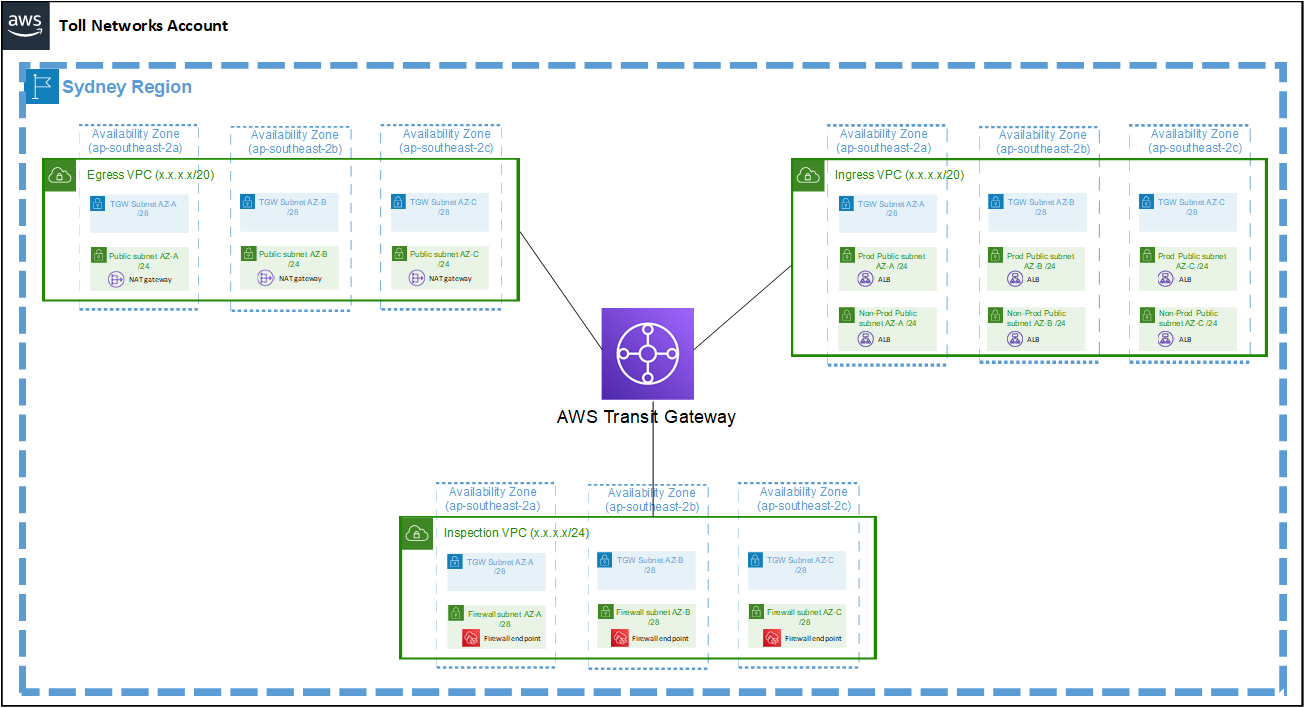 aws
Toll Networks Account
Sydney Region
Availability Zone
(ap-southeast-2a)
Availability Zone
(ap-southeast-2b)
Availability Zone
(ap-southeast-2c)
Egress VPC (x.x.x.x/20)
TGW Subnet AZ-A
/28
TGW Subnet AZ-B
/28
TGW Subnet AZ-C
/28
Public subnet AZ-A
/24
NAT gateway
Public subnet AZ-B
/24
NAT gateway
Public subnet AZ-C
/24
NAT gateway
Availability Zone
(ap-southeast-2a)
Availability Zone
(ap-southeast-2b)
Availability Zone
(ap-southeast-2c)
Ingress VPC (x.x.x.x/20)
TGW Subnet AZ-A
/28
TGW Subnet AZ-B
/28
TGW Subnet AZ-C
/28
Prod Public subnet
AZ-A /24
ALB
Prod Public subnet
AZ-B /24
ALB
Prod Public subnet
AZ-C /24
ALB
Non-Prod Public
subnet AZ-A /24
ALB
Non-Prod Public
subnet AZ-B /24
ALB
Non-Prod Public
subnet AZ-C /24
ALB
AWS Transit Gateway
Availability Zone
(ap-southeast-2a)
Availability Zone
(ap-southeast-2b)
Availability Zone
(ap-southeast-2c)
Inspection VPC (x.x.x.x/24)
TGW Subnet AZ-A
/28
TGW Subnet AZ-B
/28
TGW Subnet AZ-C
/28
Firewall subnet AZ-A
/28
Firewall endpoint
Firewall subnet AZ-B
/28
Firewall endpoint
Firewall subnet AZ-C
/28
Firewall endpoint